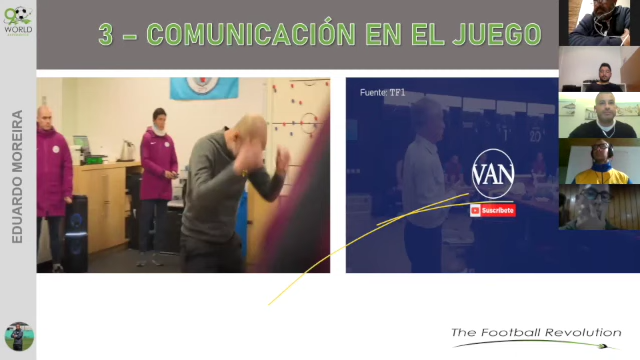 WORLD
3 – COMUNICACIÓN EN EL JUEGO
EDUARDO MOREIRA
Fuente: TF1
VAN
Suscríbete
The Football Revolution